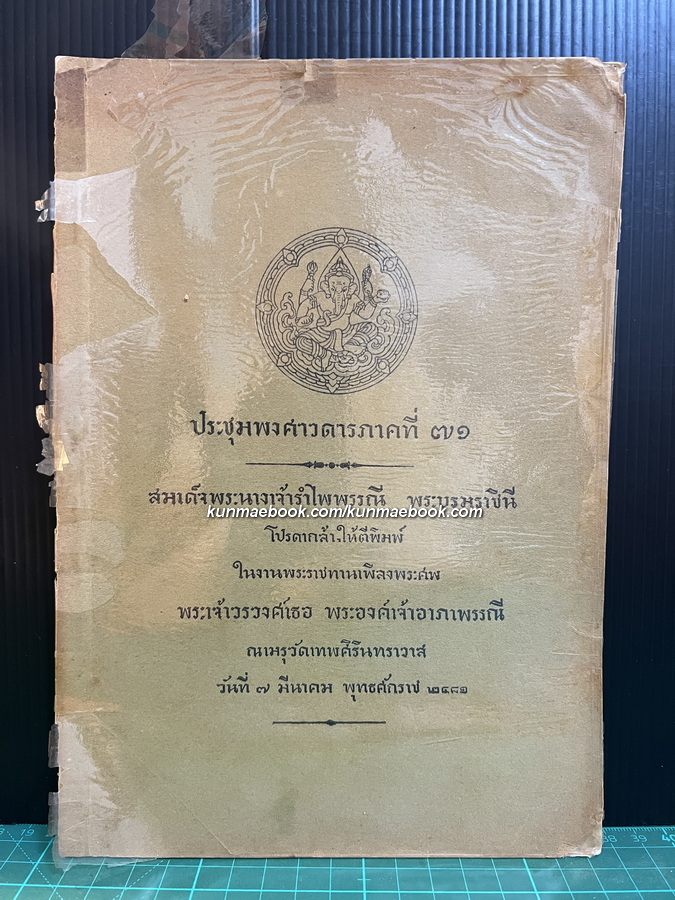 ประชุมพงศาวดารภาคที่ ๗๑
สมเด็จพระนางเจ้ารำไพพรรณี พระบรมราชินี
kunmaebook.com/kunmaebook.com
โปรดเกล้าฯให้ตีพิมพ์
ในงานพระราชทานเพลิงพระศพ
พระเจ้าวรวงศ์เธอ พระองค์เจ้าอาภาพรรณี
ณเมรุวัดเทพศิรินทราวาส
วันที่ ๗ มีนาคม พุทธศักราช ๒๔๘๑
19
38 39 40